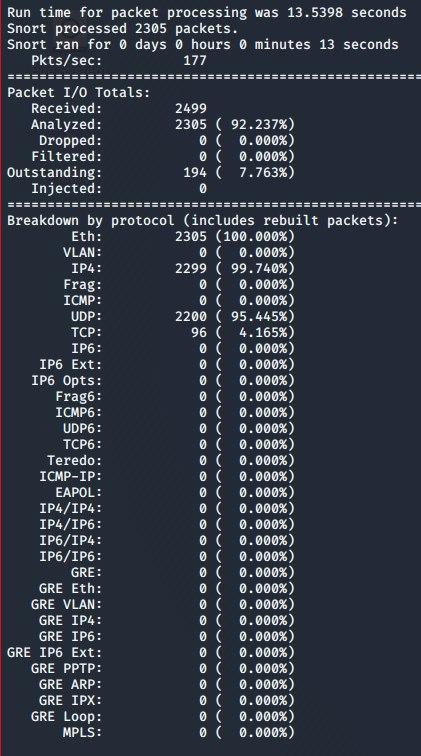 Run time for packet processing was 13.5398 seconds
Snort processed 2305 packets.
Snort ran for 0 days 0 hours 0 minutes 13 seconds
   Pkts/sec:          177
===================================================
Packet I/O Totals:
   Received:         2499
   Analyzed:         2305 ( 92.237%)
    Dropped:            0 (  0.000%)
   Filtered:            0 (  0.000%)
Outstanding:          194 (  7.763%)
   Injected:            0
===================================================
Breakdown by protocol (includes rebuilt packets):
        Eth:         2305 (100.000%)
       VLAN:            0 (  0.000%)
        IP4:         2299 ( 99.740%)
       Frag:            0 (  0.000%)
       ICMP:            0 (  0.000%)
        UDP:         2200 ( 95.445%)
        TCP:           96 (  4.165%)
        IP6:            0 (  0.000%)
    IP6 Ext:            0 (  0.000%)
   IP6 Opts:            0 (  0.000%)
      Frag6:            0 (  0.000%)
      ICMP6:            0 (  0.000%)
       UDP6:            0 (  0.000%)
       TCP6:            0 (  0.000%)
     Teredo:            0 (  0.000%)
    ICMP-IP:            0 (  0.000%)
      EAPOL:            0 (  0.000%)
    IP4/IP4:            0 (  0.000%)
    IP4/IP6:            0 (  0.000%)
    IP6/IP4:            0 (  0.000%)
    IP6/IP6:            0 (  0.000%)
        GRE:            0 (  0.000%)
    GRE Eth:            0 (  0.000%)
   GRE VLAN:            0 (  0.000%)
    GRE IP4:            0 (  0.000%)
    GRE IP6:            0 (  0.000%)
GRE IP6 Ext:            0 (  0.000%)
   GRE PPTP:            0 (  0.000%)
    GRE ARP:            0 (  0.000%)
    GRE IPX:            0 (  0.000%)
   GRE Loop:            0 (  0.000%)
       MPLS:            0 (  0.000%)